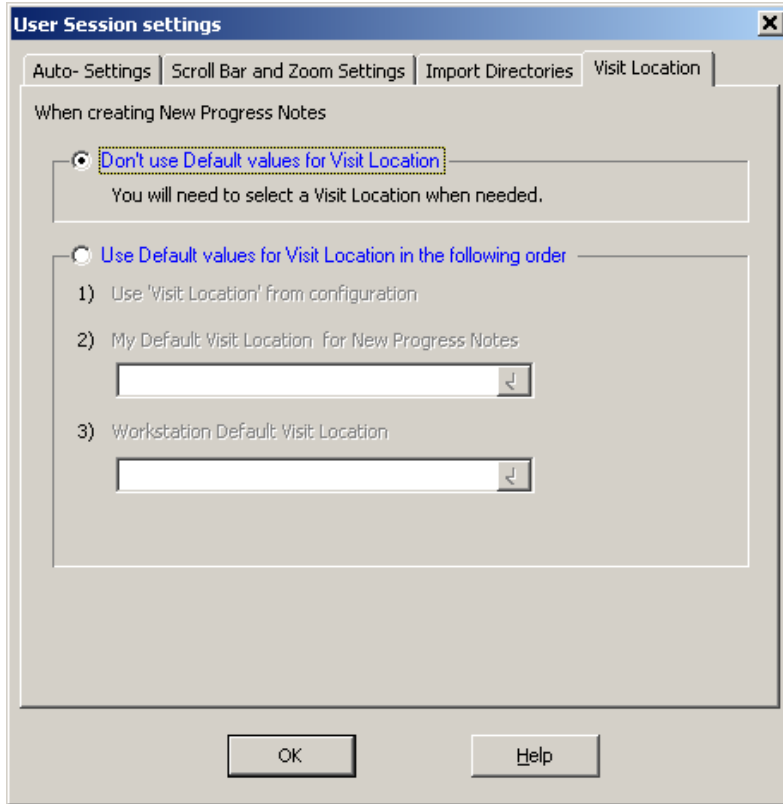 User Session settings
Auto- Settings
Scroll Bar and Zoom Settings
Import Directories
Visit Location
When creating New Progress Notes
Don't use Default values for Visit Location
You will need to select a Visit Location when needed.
Use Default values for Visit Location in the following order
1) Use 'Visit Location' from configuration
2) My Default Visit Location for New Progress Notes
3) Workstation Default Visit Location
OK
Help